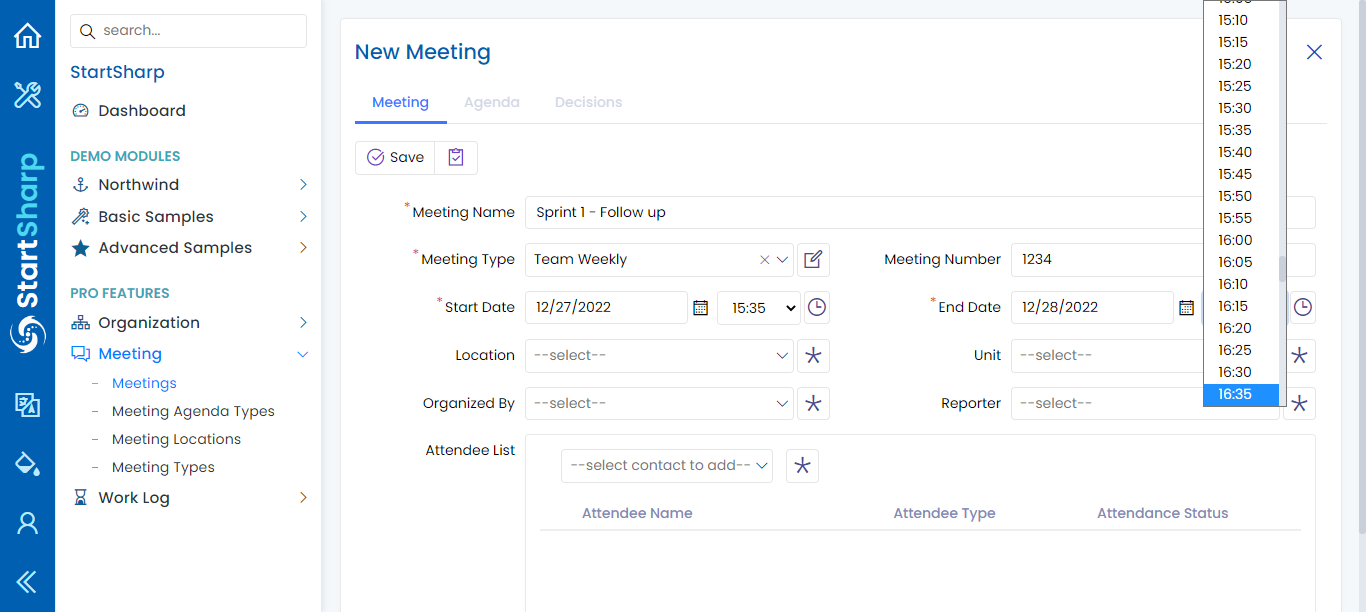 search...
StartSharp
Dashboard
DEMO MODULES
Northwind
Basic Samples
Advanced Samples
PRO FEATURES
Organization
Meeting
Meetings
Meeting Agenda Types
Meeting Locations
Meeting Types
Work Log
StartSharp
New Meeting
Meeting Agenda Decisions
Save
*Meeting Name Sprint 1 - Follow up
*Meeting Type Team Weekly Meeting Number 1234
*Start Date 12/27/2022 15:35 *End Date 12/28/2022
Location --select-- Unit --select--
Organized By --select-- Reporter --select--
Attendee List --select contact to add--
Attendee Name Attendee Type Attendance Status
15:10
15:15
15:20
15:25
15:30
15:35
15:40
15:45
15:50
15:55
16:00
16:05
16:10
16:15
16:20
16:25
16:30
16:35